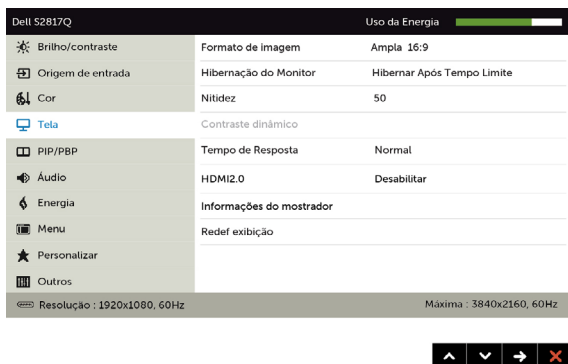 Dell S2817Q Uso da Energia
Brilho/contraste Formato de imagem Ampla 16:9
Origem de entrada Hibernação do Monitor Hibernar Após Tempo Limite
Cor Nitidez 50
Tela Contraste dinâmico
PIP/PBP Tempo de Resposta Normal
Áudio HDMI2.0 Desabilitar
Energia Informações do mostrador
Menu Redef exibição
Personalizar
Outros
Resolução : 1920x1080, 60Hz Máxima : 3840x2160, 60Hz